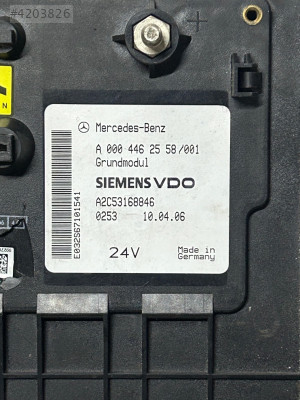 #4203826
Mercedes-Benz
A 000 446 25 58/001
Grundmodul
SIEMENS VDO
A2C53168846
0253 10.04.06
24V
Made in
Germany
E032S67101541